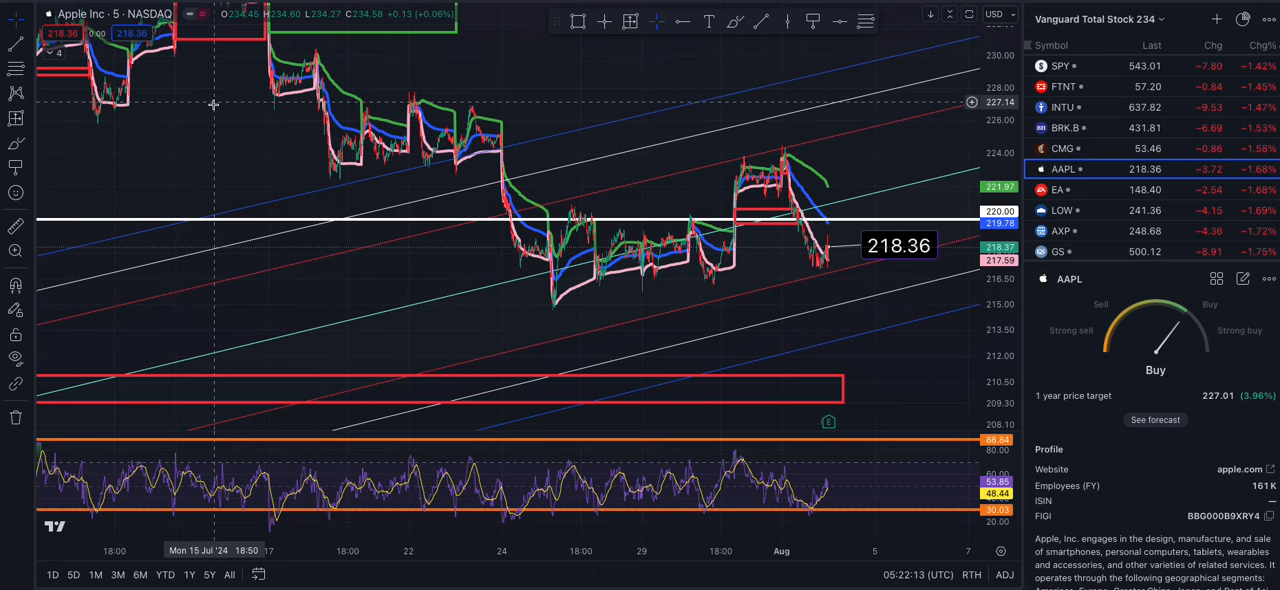 Apple Inc · 5 · NASDAQ O234.45 H234.60 L234.27 C234.58 +0.13 (+0.06%)
218.36 0.00 218.36
4
T
USD
230.00
228.00
227.14
226.00
224.00
221.97
220.00
219.78
218.37
217.59
216.50
215.00
213.50
212.00
210.50
209.30
208.10
218.36
E
88.84
80.00
60.00
53.85
48.44
30.03
20.00
18:00 Mon 15 Jul '24 18:50 17 18:00 22 24 18:00 29 18:00 Aug 5 7
1D 5D 1M 3M 6M YTD 1Y 5Y All
05:22:13 (UTC) RTH ADJ
Vanguard Total Stock 234
Symbol Last Chg Chg%
SPY 543.01 −7.80 −1.42%
FTNT 57.20 −0.84 −1.45%
INTU 637.82 −9.53 −1.47%
BRK.B 431.81 −6.69 −1.53%
CMG 53.46 −0.86 −1.58%
AAPL 218.36 −3.72 −1.68%
EA 148.40 −2.54 −1.68%
LOW 241.36 −4.15 −1.69%
AXP 248.68 −4.36 −1.72%
GS 500.12 −8.91 −1.75%
AAPL
Sell Buy
Strong sell Strong buy
Buy
1 year price target 227.01 (3.96%)
See forecast
Profile
Website apple.com
Employees (FY) 161 K
ISIN —
FIGI BBG000B9XRY4
Apple, Inc. engages in the design, manufacture, and sale
of smartphones, personal computers, tablets, wearables
and accessories, and other varieties of related services. It
operates through the following geographical segments: